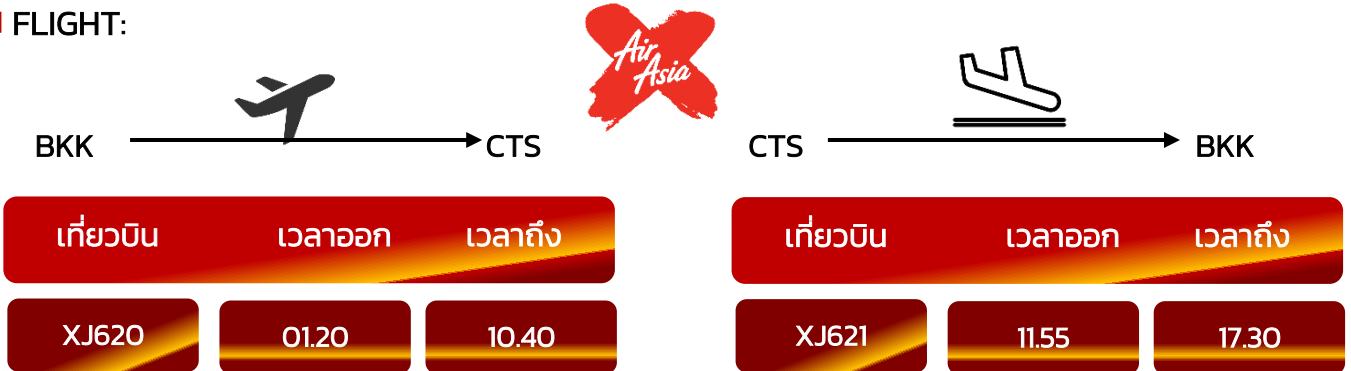 FLIGHT:
Air
Asia
BKK CTS
CTS BKK
เที่ยวบิน เวลาออก เวลาถึง
XJ620 01.20 10.40
เที่ยวบิน เวลาออก เวลาถึง
XJ621 11.55 17.30